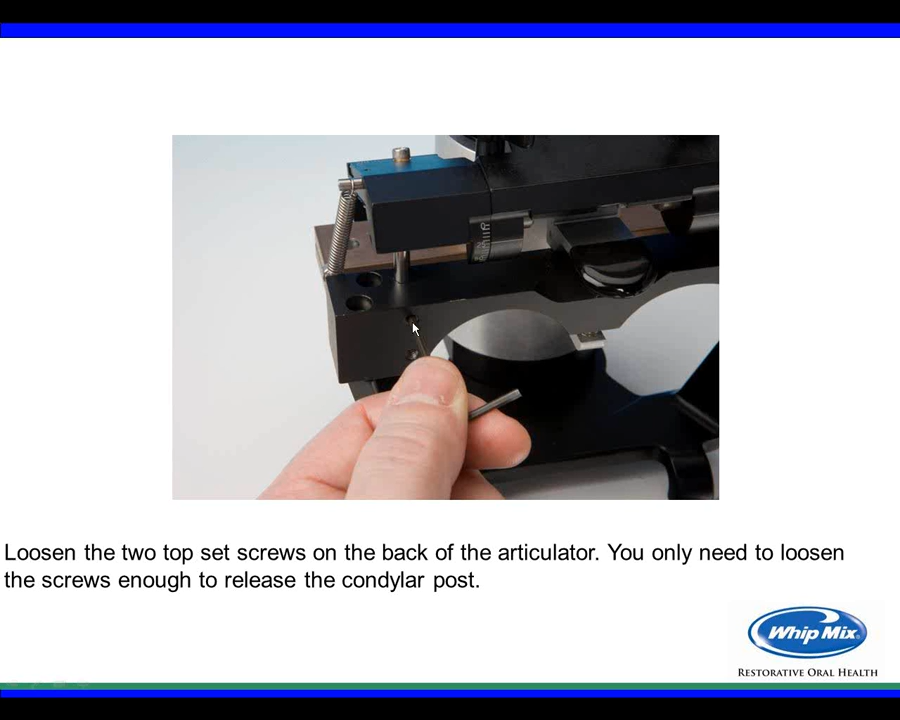 Loosen the two top set screws on the back of the articulator. You only need to loosen
the screws enough to release the condylar post.
Whip Mix
RESTORATIVE ORAL HEALTH